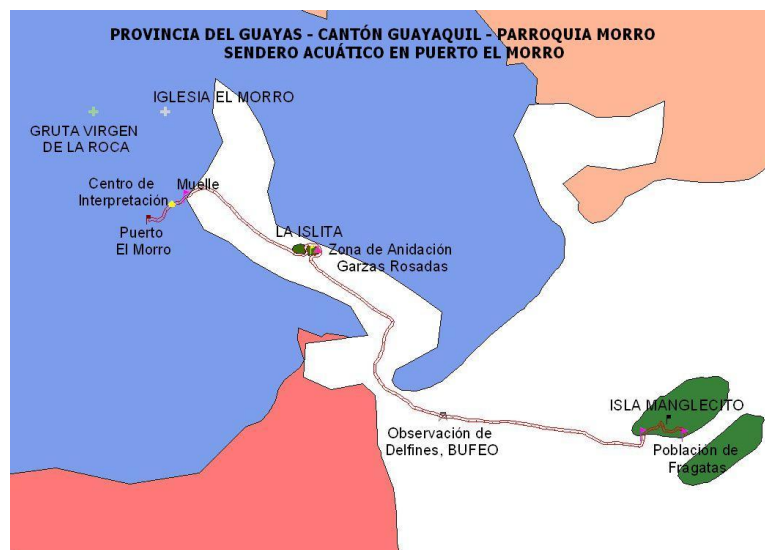 PROVINCIA DEL GUAYAS - CANTÓN GUAYAQUIL - PARROQUIA MORRO
SENDERO ACUÁTICO EN PUERTO EL MORRO
IGLESIA EL MORRO
GRUTA VIRGEN
DE LA ROCA
Centro de
Interpretación
Muelle
Puerto
El Morro
LA ISLITA
Zona de Anidación
Garzas Rosadas
ISLA MANGLECITO
Observación de
Delfines, BUFEO
Población de
Fragatas